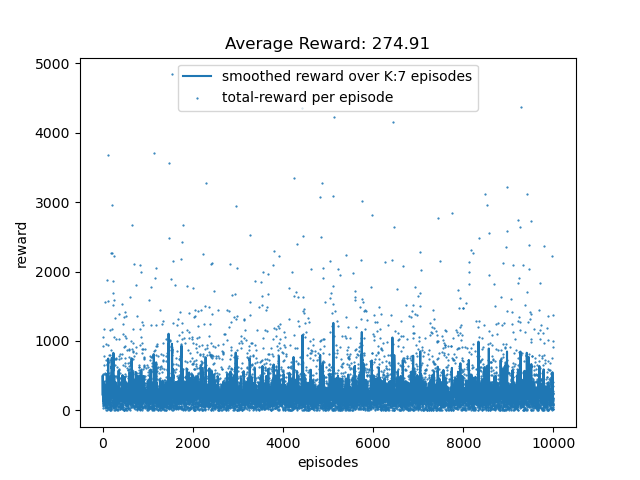 Average Reward: 274.91
smoothed reward over K:7 episodes
total-reward per episode
reward
5000
4000
3000
2000
1000
0
0 2000 4000 6000 8000 10000
episodes